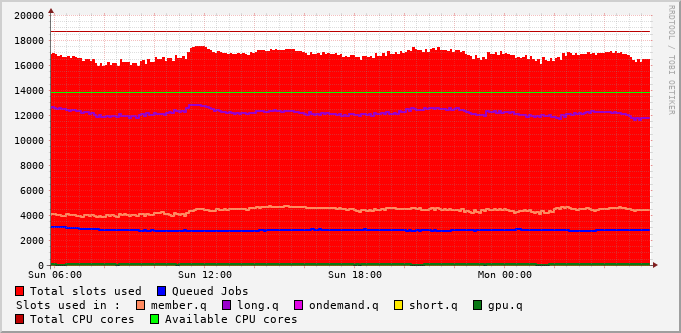 20000
18000
16000
14000
12000
10000
8000
6000
4000
2000
0
Sun 06:00 Sun 12:00 Sun 18:00 Mon 00:00
Total slots used Queued Jobs
Slots used in : member.q long.q ondemand.q short.q gpu.q
Total CPU cores Available CPU cores
RRDTOOL / TOBI OETIKER